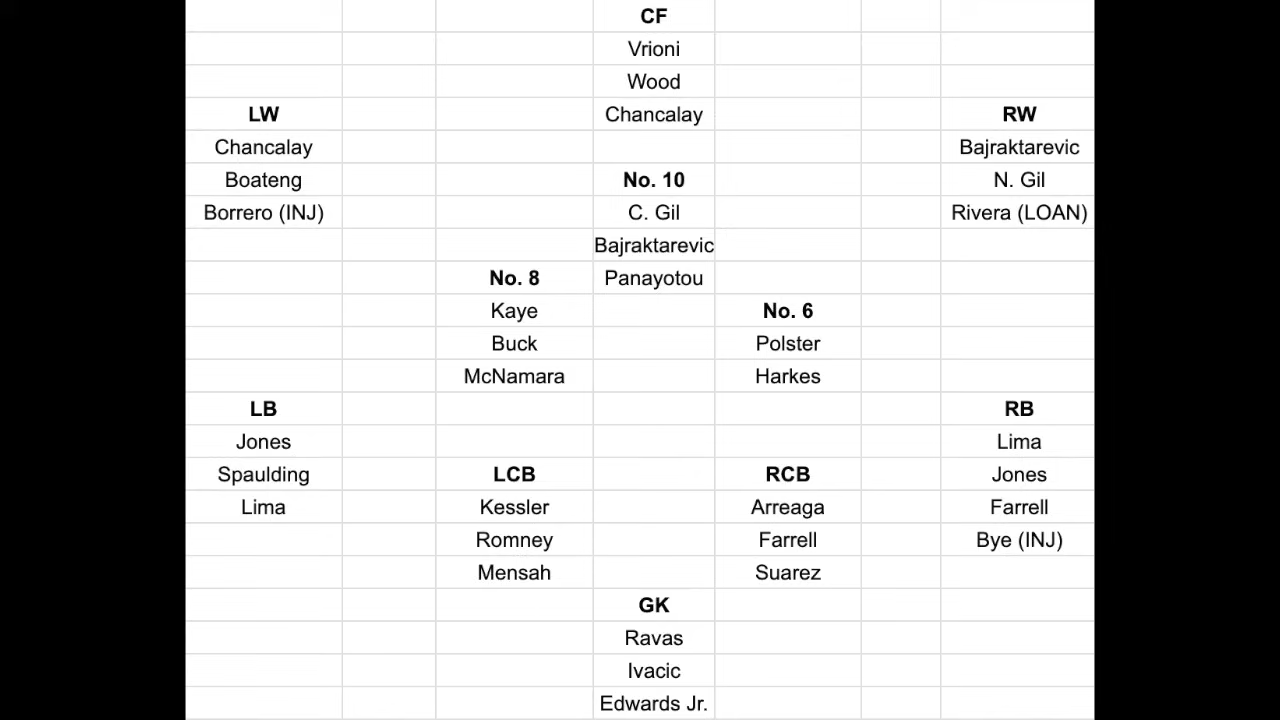 CF
Vrioni
Wood
LW Chancalay RW
Chancalay Bajraktarevic
Boateng No. 10 N. Gil
Borrero (INJ) C. Gil Rivera (LOAN)
Bajraktarevic
No. 8 Panayotou
Kaye No. 6
Buck Polster
McNamara Harkes
LB RB
Jones Lima
Spaulding LCB RCB Jones
Lima Kessler Arreaga Farrell
Romney Farrell Bye (INJ)
Mensah Suarez
GK
Ravas
Ivacic
Edwards Jr.